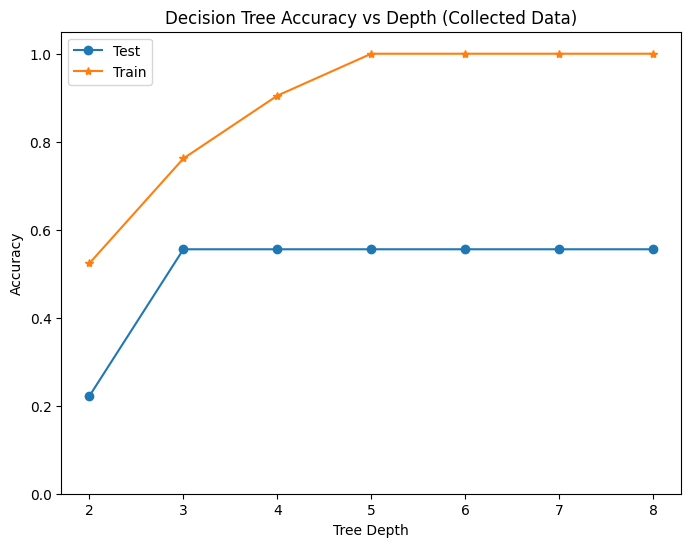 Decision Tree Accuracy vs Depth (Collected Data)
Test
Train
1.0
0.8
0.6
0.4
0.2
0.0
Accuracy
2 3 4 5 6 7 8
Tree Depth